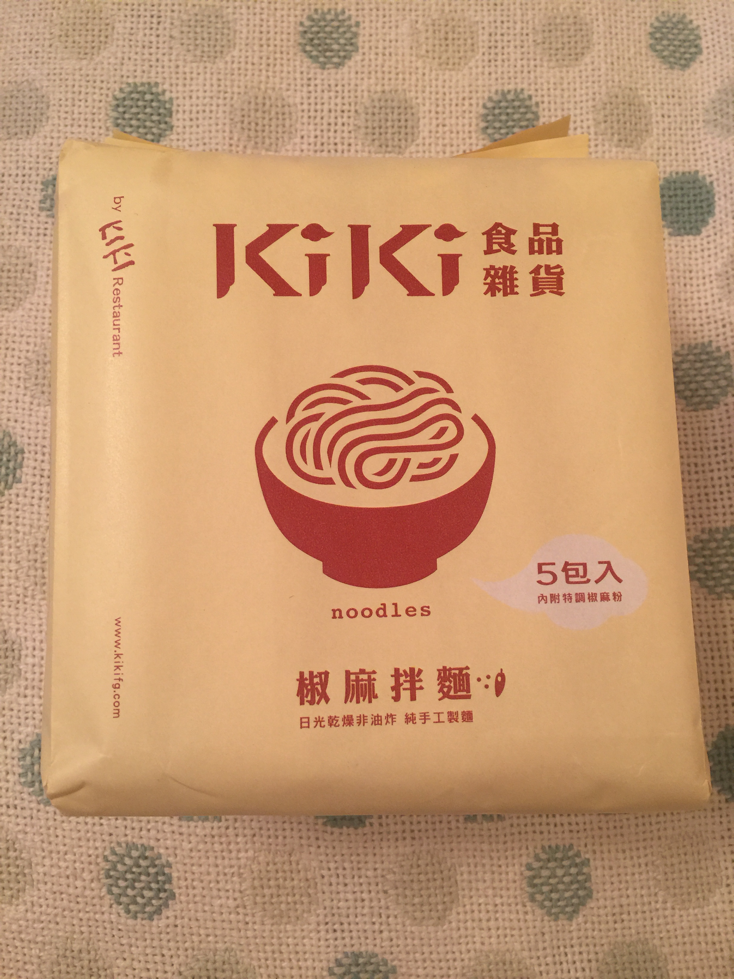 by KiKi Restaurant
KiKi 食品
雜貨
noodles
5包入
內附特調椒麻粉
www.kikifg.com
椒麻拌麵
日光乾燥非油炸 純手工製麵